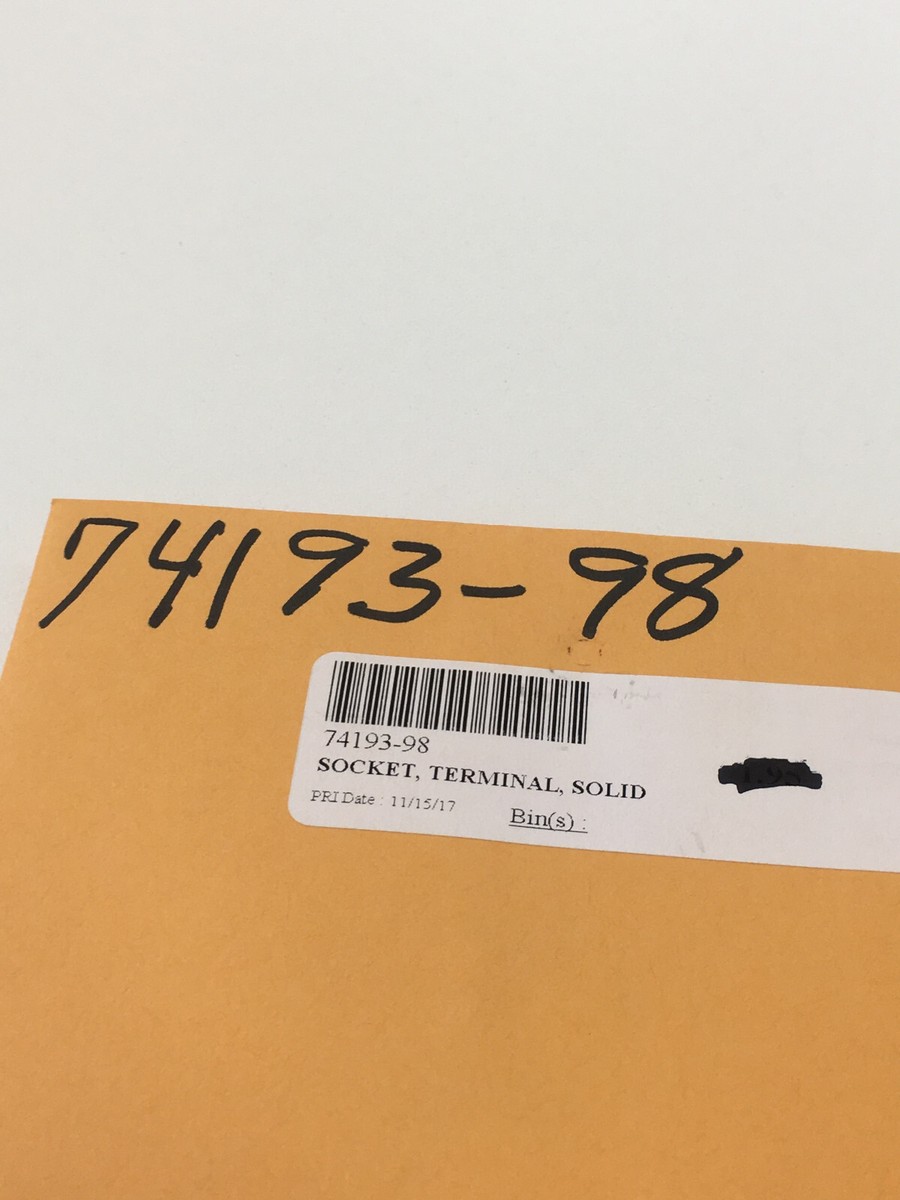 74193-98
74193-98
SOCKET, TERMINAL, SOLID
PRI Date : 11/15/17
Bin(s) :